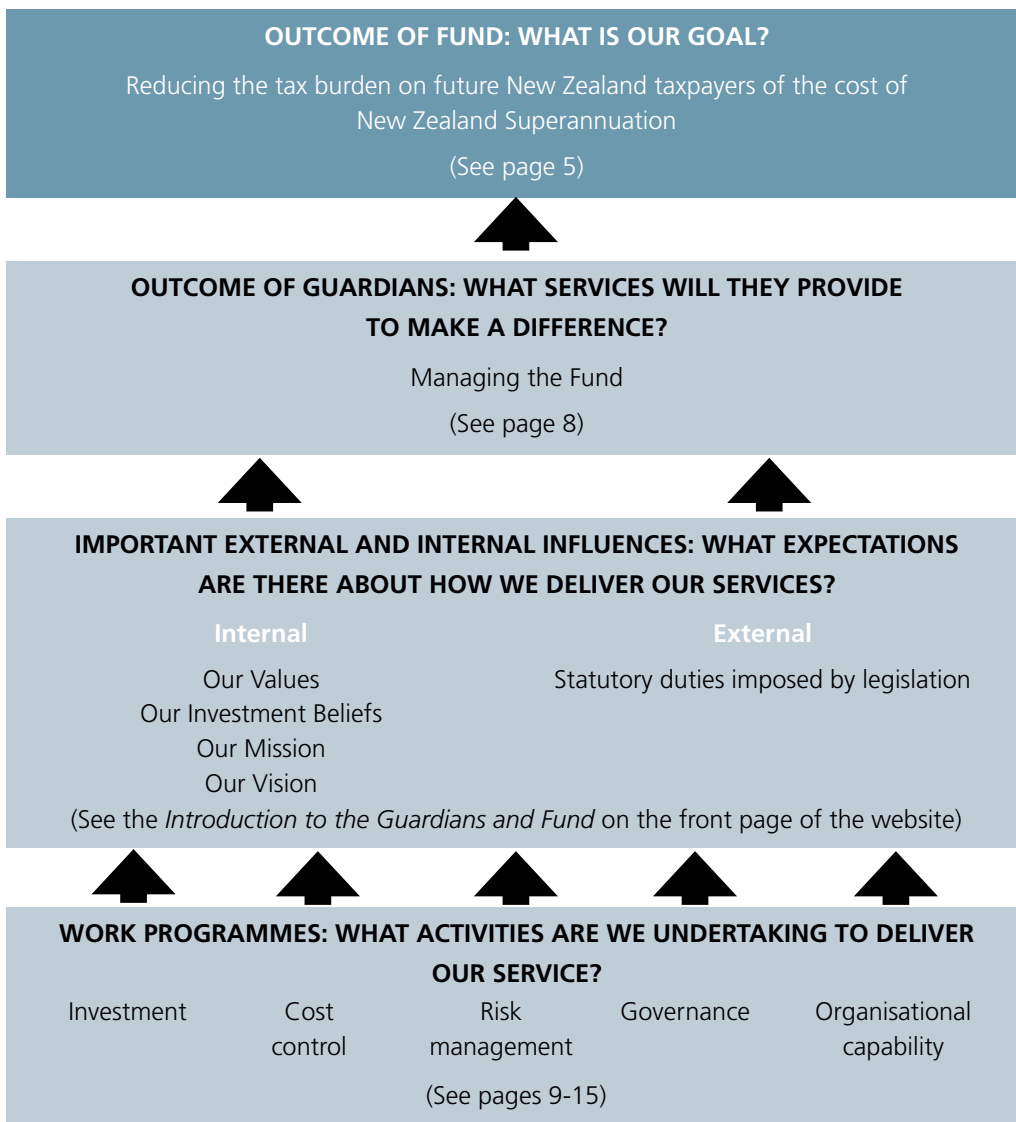 OUTCOME OF FUND: WHAT IS OUR GOAL?
Reducing the tax burden on future New Zealand taxpayers of the cost of
New Zealand Superannuation
(See page 5)
OUTCOME OF GUARDIANS: WHAT SERVICES WILL THEY PROVIDE
TO MAKE A DIFFERENCE?
Managing the Fund
(See page 8)
IMPORTANT EXTERNAL AND INTERNAL INFLUENCES: WHAT EXPECTATIONS
ARE THERE ABOUT HOW WE DELIVER OUR SERVICES?
Internal
Our Values
Our Investment Beliefs
Our Mission
Our Vision
External
Statutory duties imposed by legislation
(See the Introduction to the Guardians and Fund on the front page of the website)
WORK PROGRAMMES: WHAT ACTIVITIES ARE WE UNDERTAKING TO DELIVER
OUR SERVICE?
Investment
Cost
control
Risk
management
Governance
Organisational
capability
(See pages 9-15)